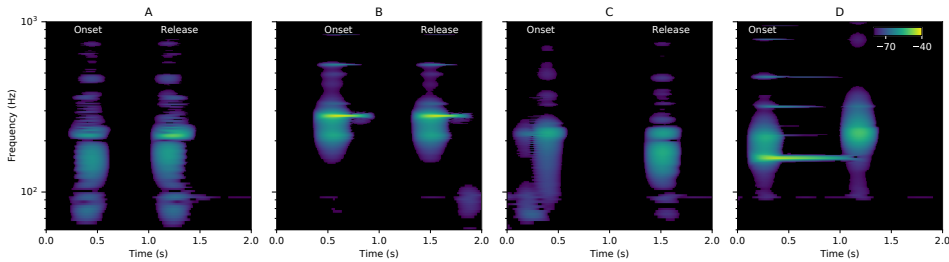 A B C D
Onset Release Onset Release Onset Release Onset
−70 −40
10³
10²
Frequency (Hz)
0.0 0.5 1.0 1.5 2.0 0.0 0.5 1.0 1.5 2.0 0.0 0.5 1.0 1.5 2.0 0.0 0.5 1.0 1.5 2.0
Time (s) Time (s) Time (s) Time (s)